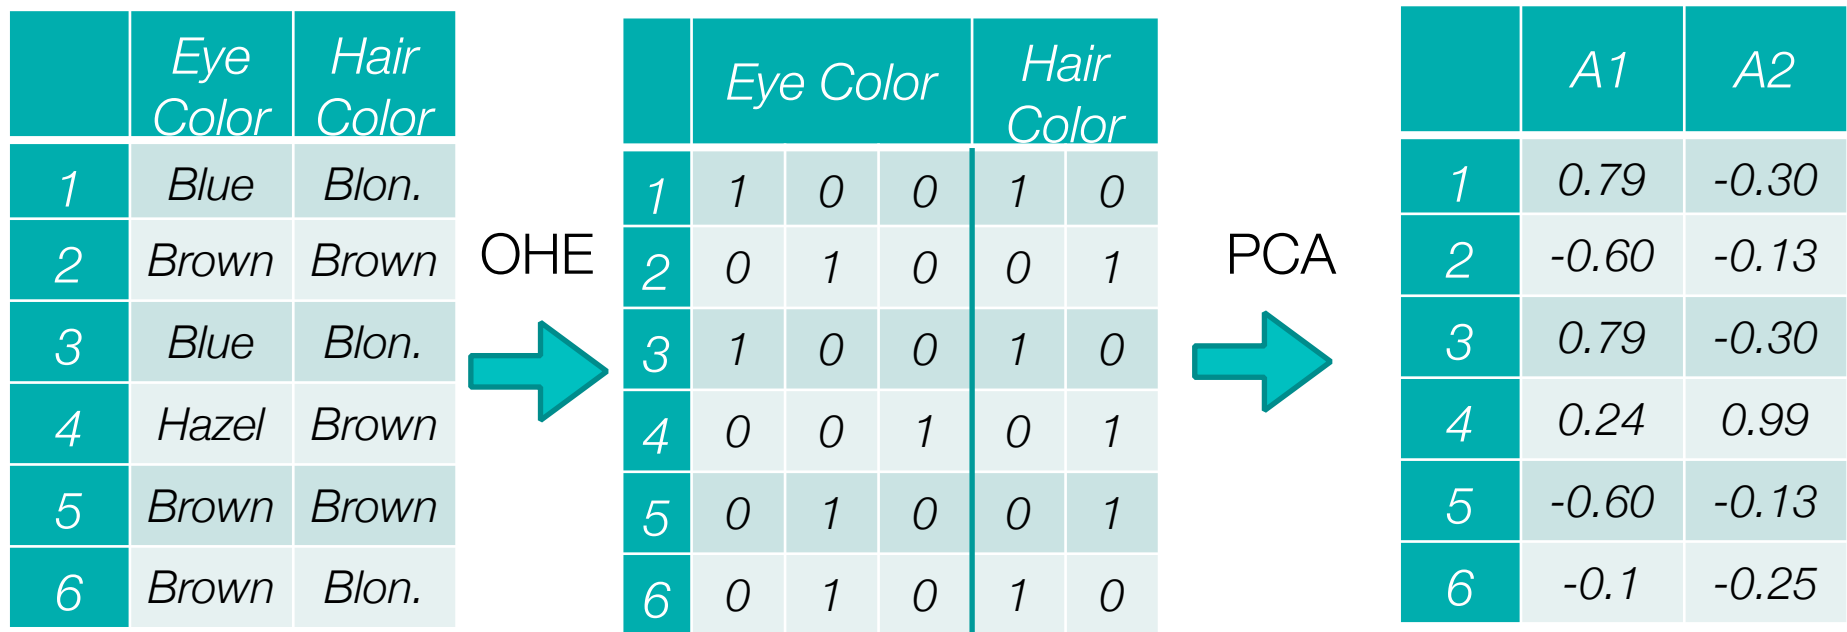 Eye Color Hair Color
1 Blue Blon.
2 Brown Brown
3 Blue Blon.
4 Hazel Brown
5 Brown Brown
6 Brown Blon.
OHE
Eye Color Hair Color
1 1 0 0 1 0
2 0 1 0 0 1
3 1 0 0 1 0
4 0 0 1 0 1
5 0 1 0 0 1
6 0 1 0 1 0
PCA
A1 A2
1 0.79 -0.30
2 -0.60 -0.13
3 0.79 -0.30
4 0.24 0.99
5 -0.60 -0.13
6 -0.1 -0.25